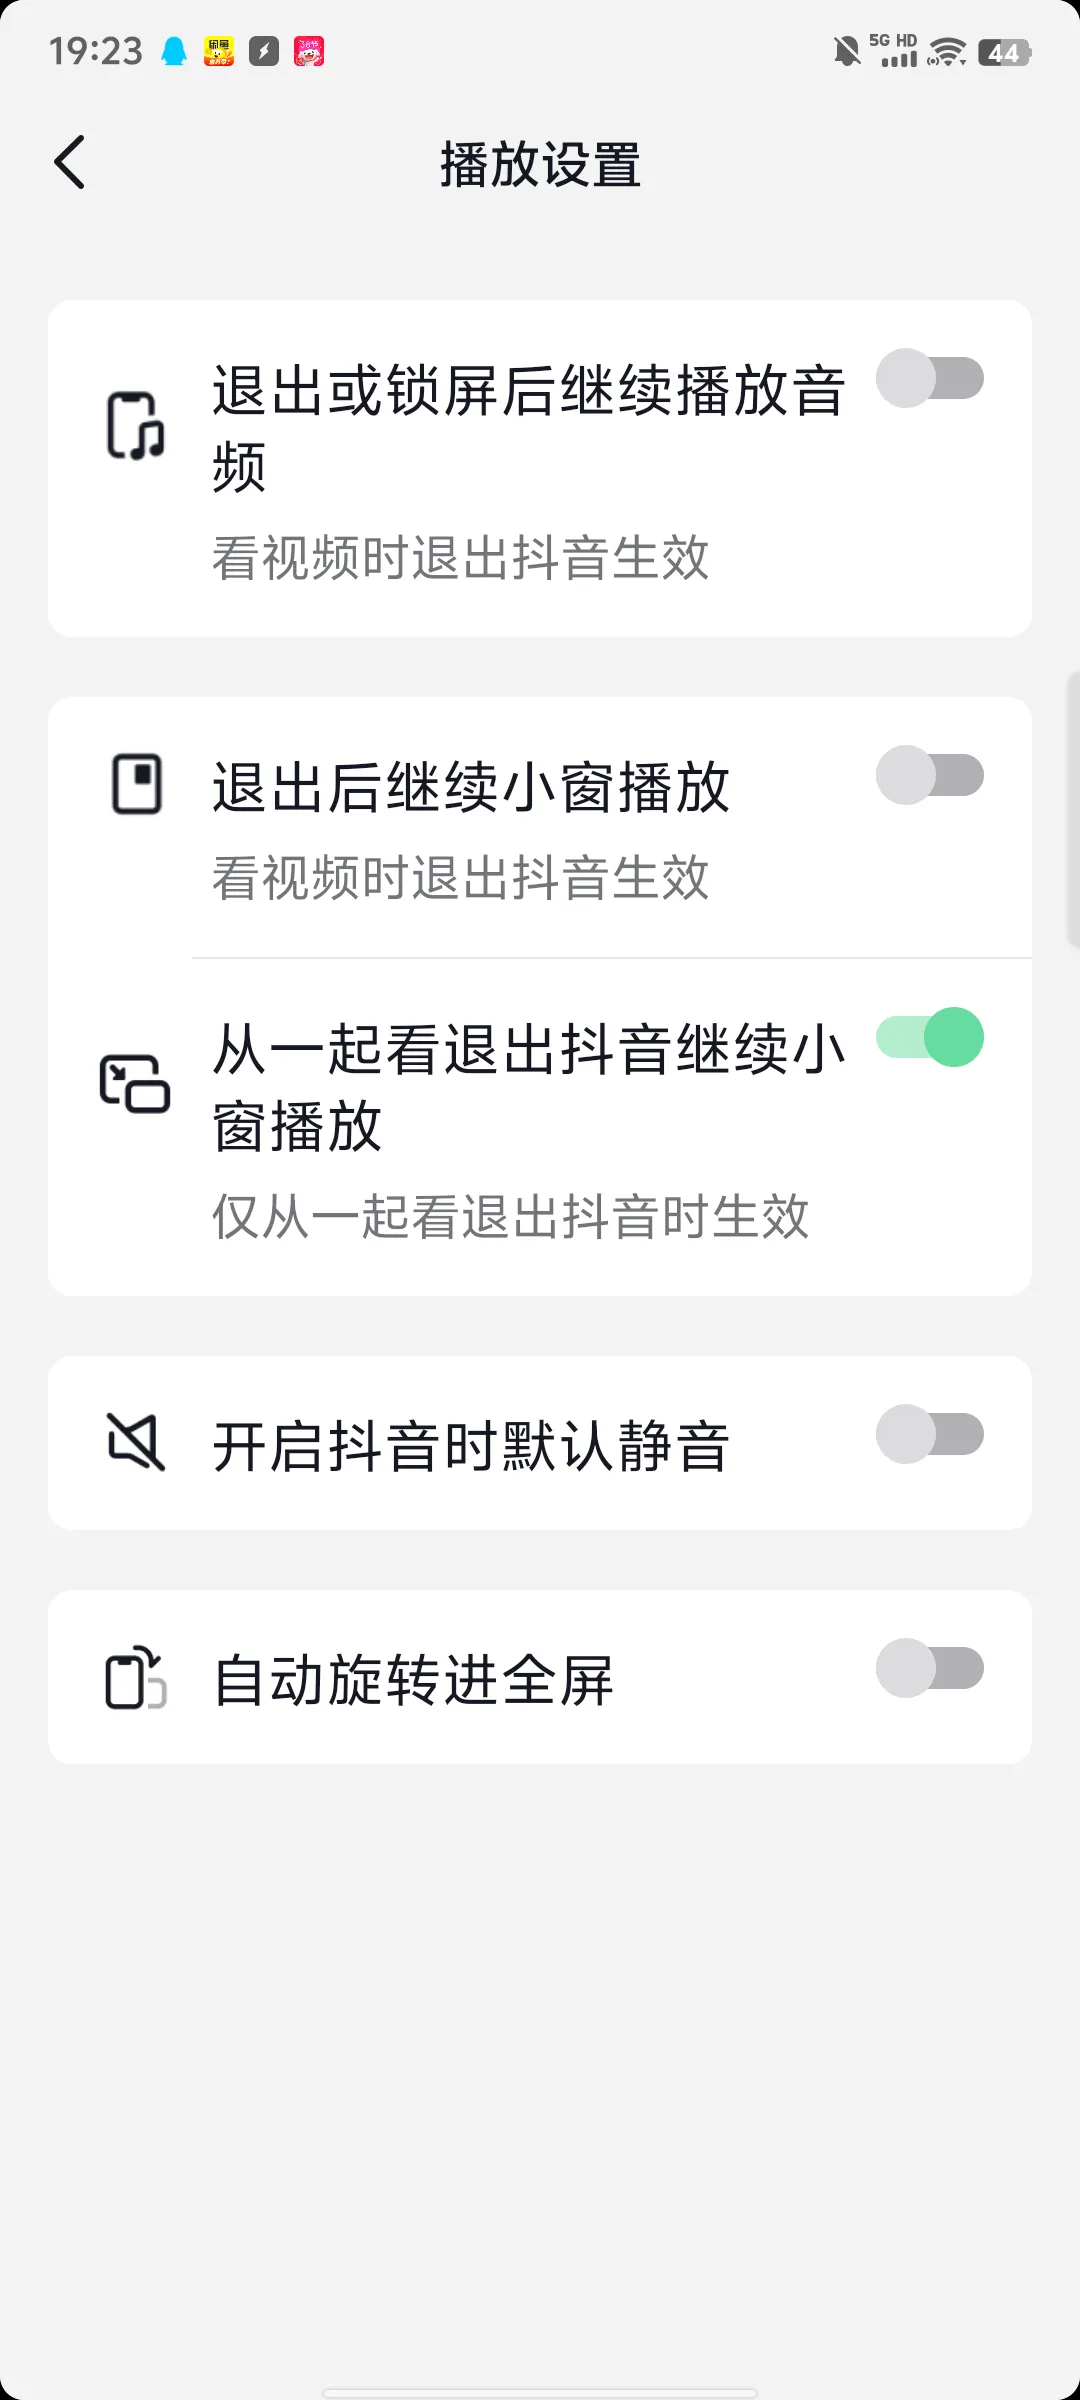 19:23
5G HD
44
播放设置
退出或锁屏后继续播放音
频
看视频时退出抖音生效
退出后继续小窗播放
看视频时退出抖音生效
从一起看退出抖音继续小
窗播放
仅从一起看退出抖音时生效
开启抖音时默认静音
自动旋转进全屏